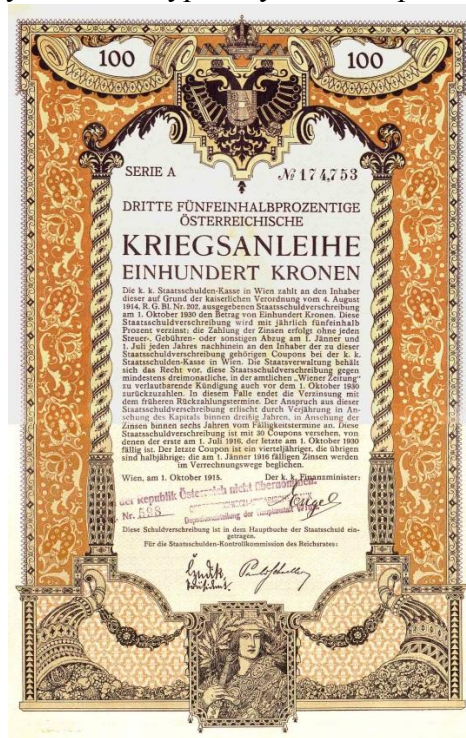 100
100
SERIE A
№ 174,753
DRITTE FÜNFEINHALBPROZENTIGE
ÖSTERREICHISCHE
KRIEGSANLEIHE
EINHUNDERT KRONEN
Die k. k. Staatsschulden-Kasse in Wien zahlt an den Inhaber
dieser auf Grund der kaiserlichen Verordnung vom 4. August
1914, R. G. Bl. Nr. 202, ausgegebenen Staatsschuldverschreibung
am 1. Oktober 1930 den Betrag von Einhundert Kronen. Diese
Staatsschuldverschreibung wird mit jährlich fünfeinhalb
Prozent verzinst; die Zahlung der Zinsen erfolgt ohne jeden
Steuer-, Gebühren- oder sonstigen Abzug am 1. Jänner und
1. Juli jeden Jahres nachhinein an den Inhaber der zu dieser
Staatsschuldverschreibung gehörigen Coupons bei der k. k.
Staatsschulden-Kasse in Wien. Die Staatsverwaltung behält
sich das Recht vor, diese Staatsschuldverschreibung gegen
mindestens dreimonatliche, in der amtlichen „Wiener Zeitung“
zu verlautbarende Kündigung auch vor dem 1. Oktober 1930
zurückzuzahlen. In diesem Falle endet die Verzinsung mit
dem früheren Rückzahlungstermine. Der Anspruch aus dieser
Staatsschuldverschreibung erlischt durch Verjährung in An-
sehung des Kapitals binnen dreißig Jahren, in Ansehung der
Zinsen binnen sechs Jahren vom Fälligkeitstermine an. Diese
Staatsschuldverschreibung ist mit 30 Coupons versehen, von
denen der erste am 1. Juli 1916, der letzte am 1. Oktober 1930
fällig ist. Der letzte Coupon ist ein vierteljähriger, die übrigen
sind halbjährige; die am 1. Jänner 1916 fälligen Zinsen werden
im Verrechnungswege beglichen.
Wien, am 1. Oktober 1915.
Der k. k. Finanzminister:
der Republik Österreich nicht übernommen.
Nr. 598
Engel
Diese Schuldverschreibung ist in dem Hauptbuche der Staatsschuld ein-
getragen.
Für die Staatsschulden-Kontrollkommission des Reichsrates: